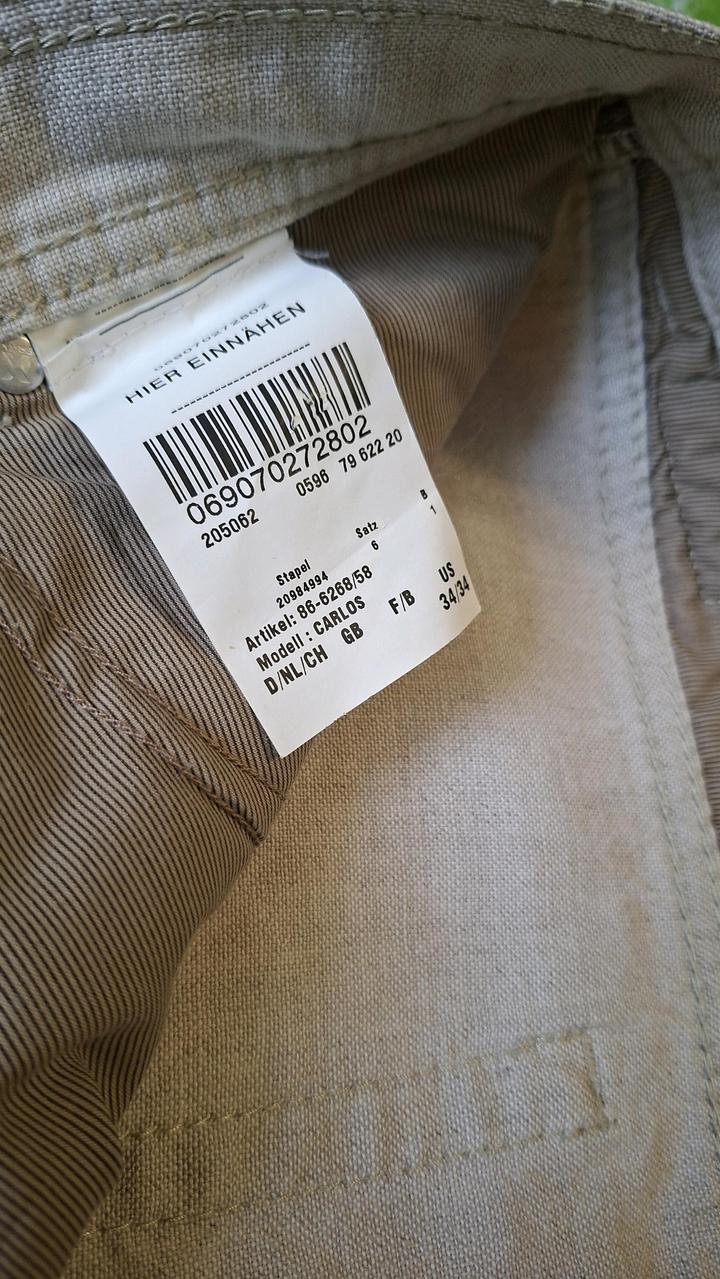 069070272802
HIER EINNÄHEN
069070272802
205062 0596 79 622 20
Stapel Satz B
20984994 6 1
Artikel: 86-6268/58
Modell : CARLOS
D/NL/CH GB F/B US
34/34